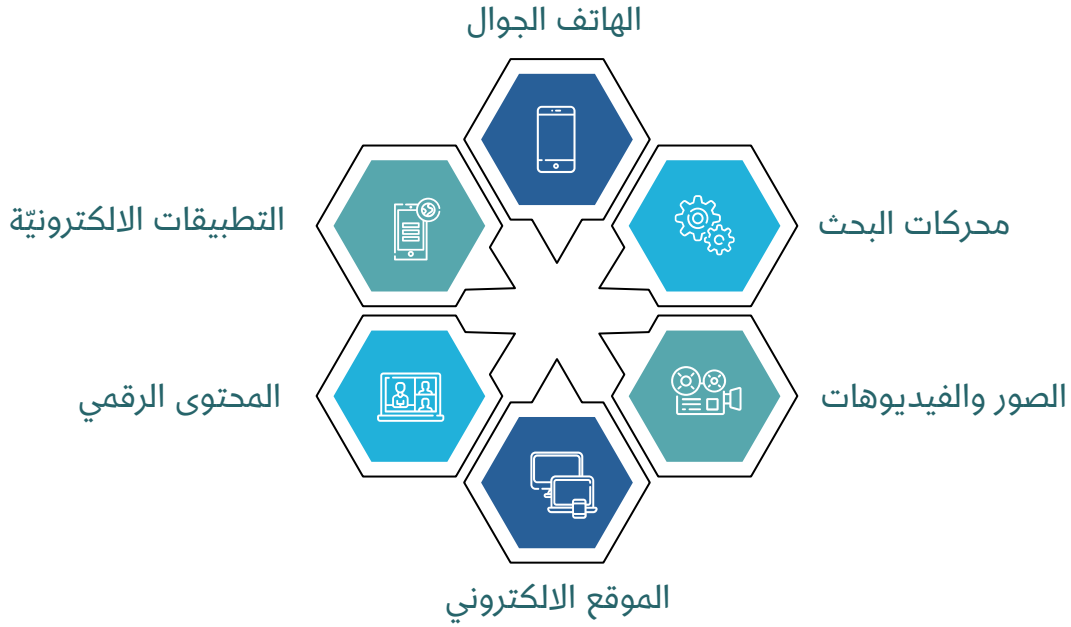 الهاتف الجوال
محركات البحث
التطبيقات الالكترونيّة
الصور والفيديوهات
المحتوى الرقمي
الموقع الالكتروني